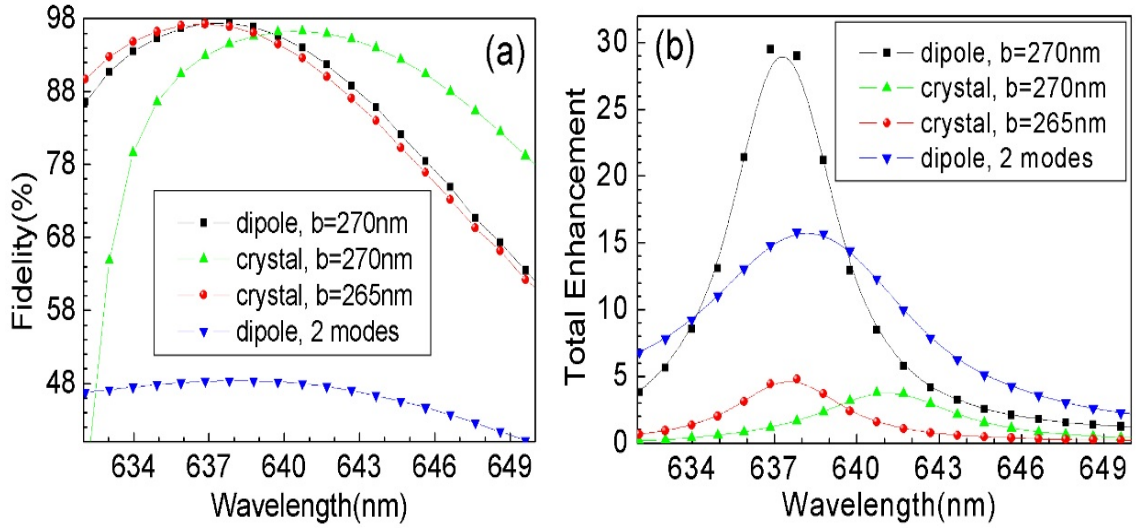 98
88
78
68
58
48
Fidelity(%)
(a)
dipole, b=270nm
crystal, b=270nm
crystal, b=265nm
dipole, 2 modes
634 637 640 643 646 649
Wavelength(nm)
30
25
20
15
10
5
0
Total Enhancement
(b)
dipole, b=270nm
crystal, b=270nm
crystal, b=265nm
dipole, 2 modes
634 637 640 643 646 649
Wavelength(nm)